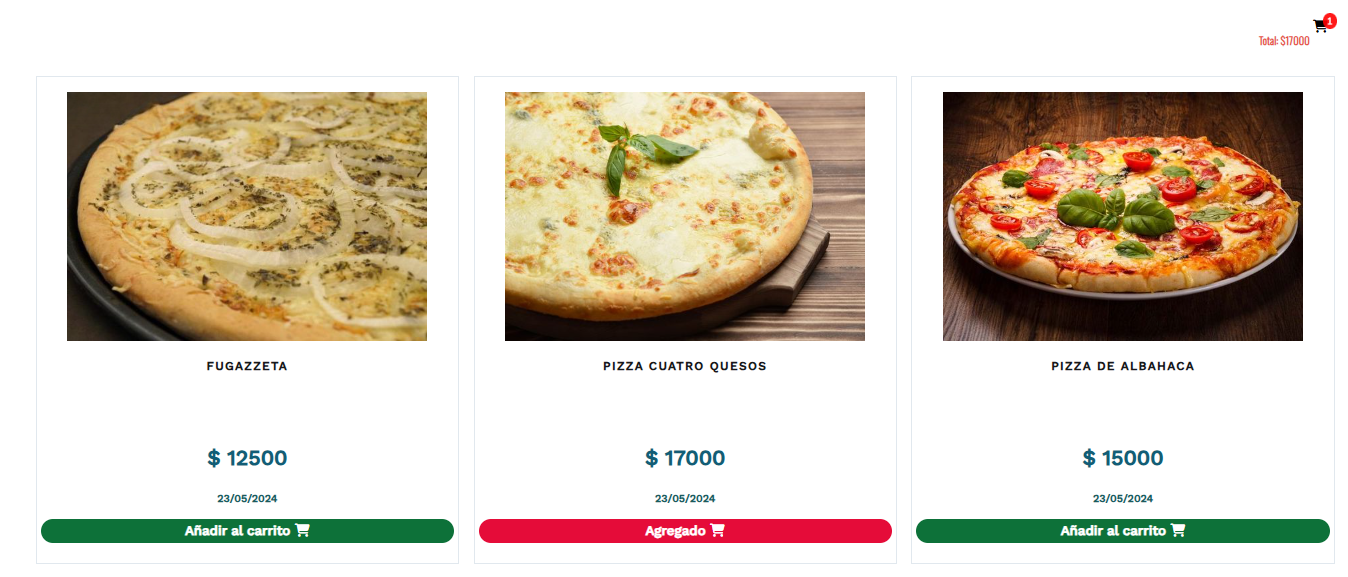 1
Total: $17000
FUGAZZETA
$ 12500
23/05/2024
Añadir al carrito
PIZZA CUATRO QUESOS
$ 17000
23/05/2024
Agregado
PIZZA DE ALBAHACA
$ 15000
23/05/2024
Añadir al carrito